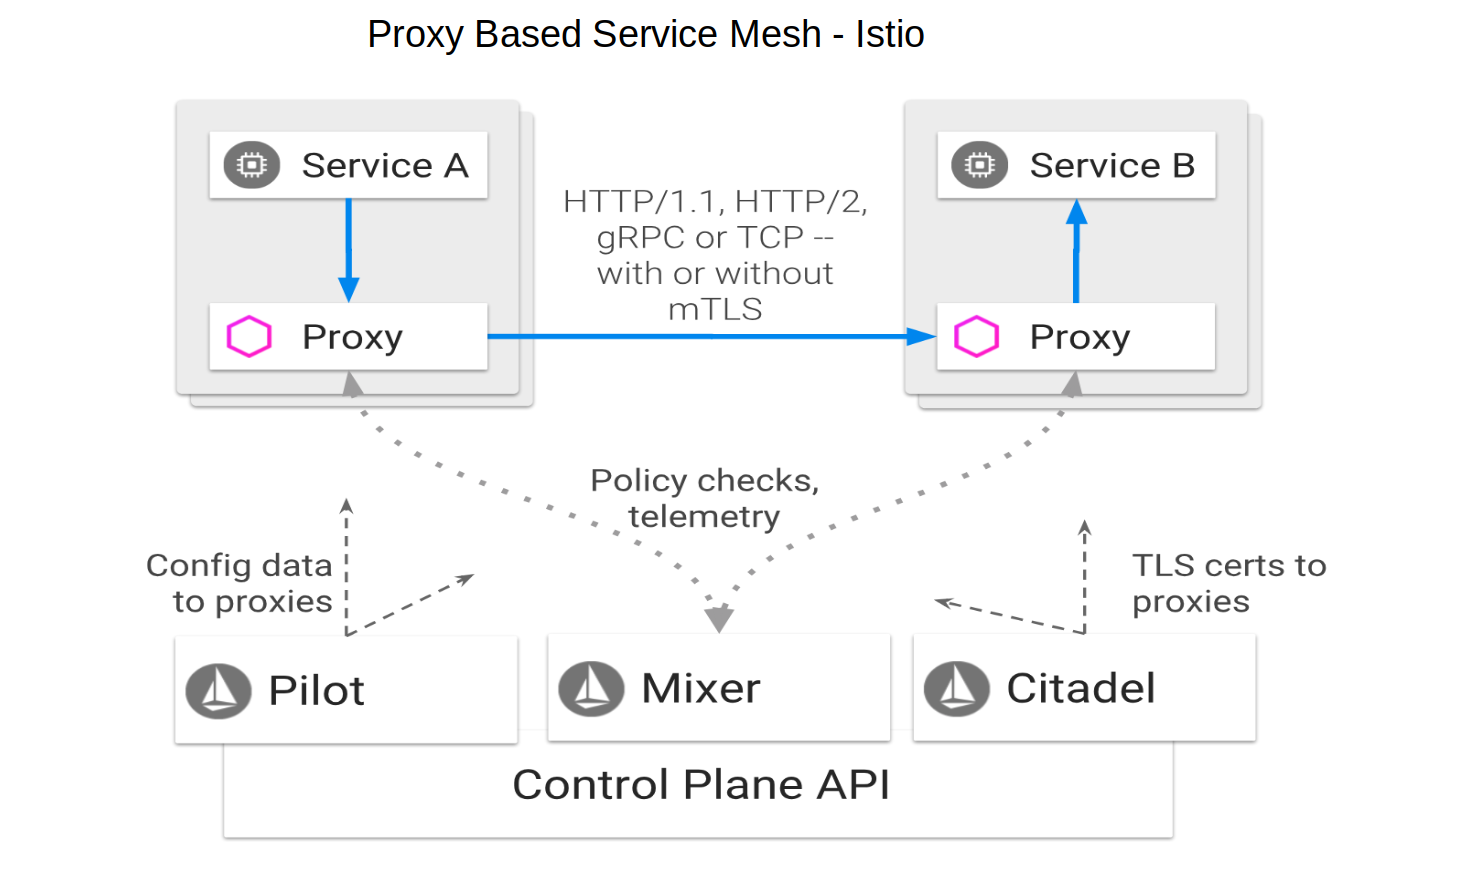 Proxy Based Service Mesh - Istio
Service A
Service B
HTTP/1.1, HTTP/2,
gRPC or TCP --
with or without
mTLS
Proxy
Proxy
Policy checks,
telemetry
Config data
to proxies
TLS certs to
proxies
Pilot
Mixer
Citadel
Control Plane API